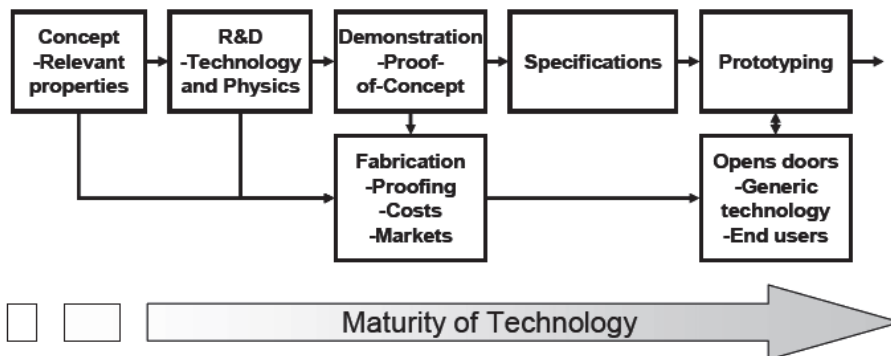 Concept
-Relevant
properties
R&D
-Technology
and Physics
Demonstration
-Proof-
of-Concept
Specifications
Prototyping
Fabrication
-Proofing
-Costs
-Markets
Opens doors
-Generic
technology
-End users
Maturity of Technology